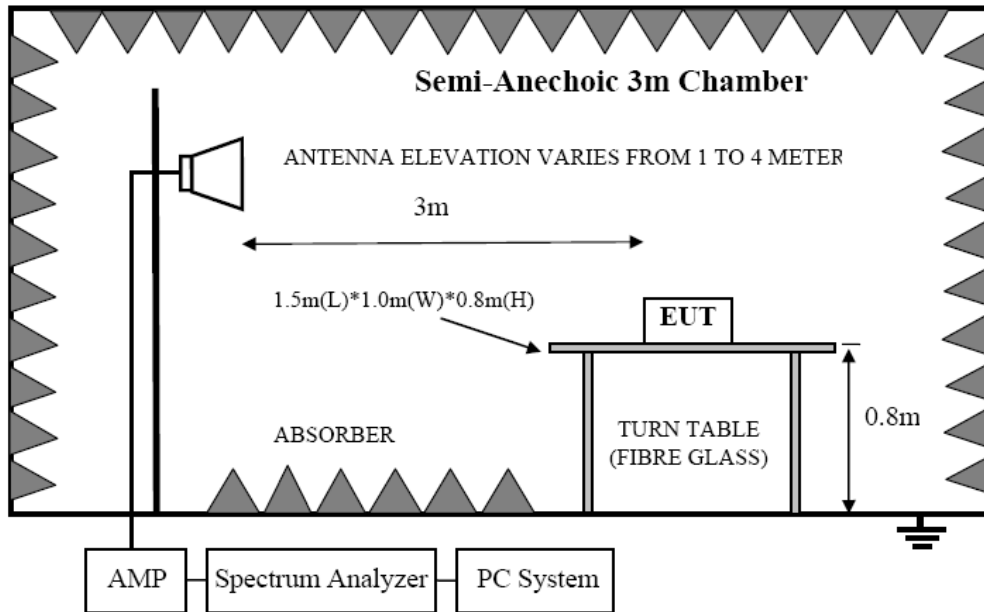 Semi-Anechoic 3m Chamber
ANTENNA ELEVATION VARIES FROM 1 TO 4 METER
3m
1.5m(L)*1.0m(W)*0.8m(H)
EUT
0.8m
ABSORBER
TURN TABLE
(FIBRE GLASS)
AMP
Spectrum Analyzer
PC System